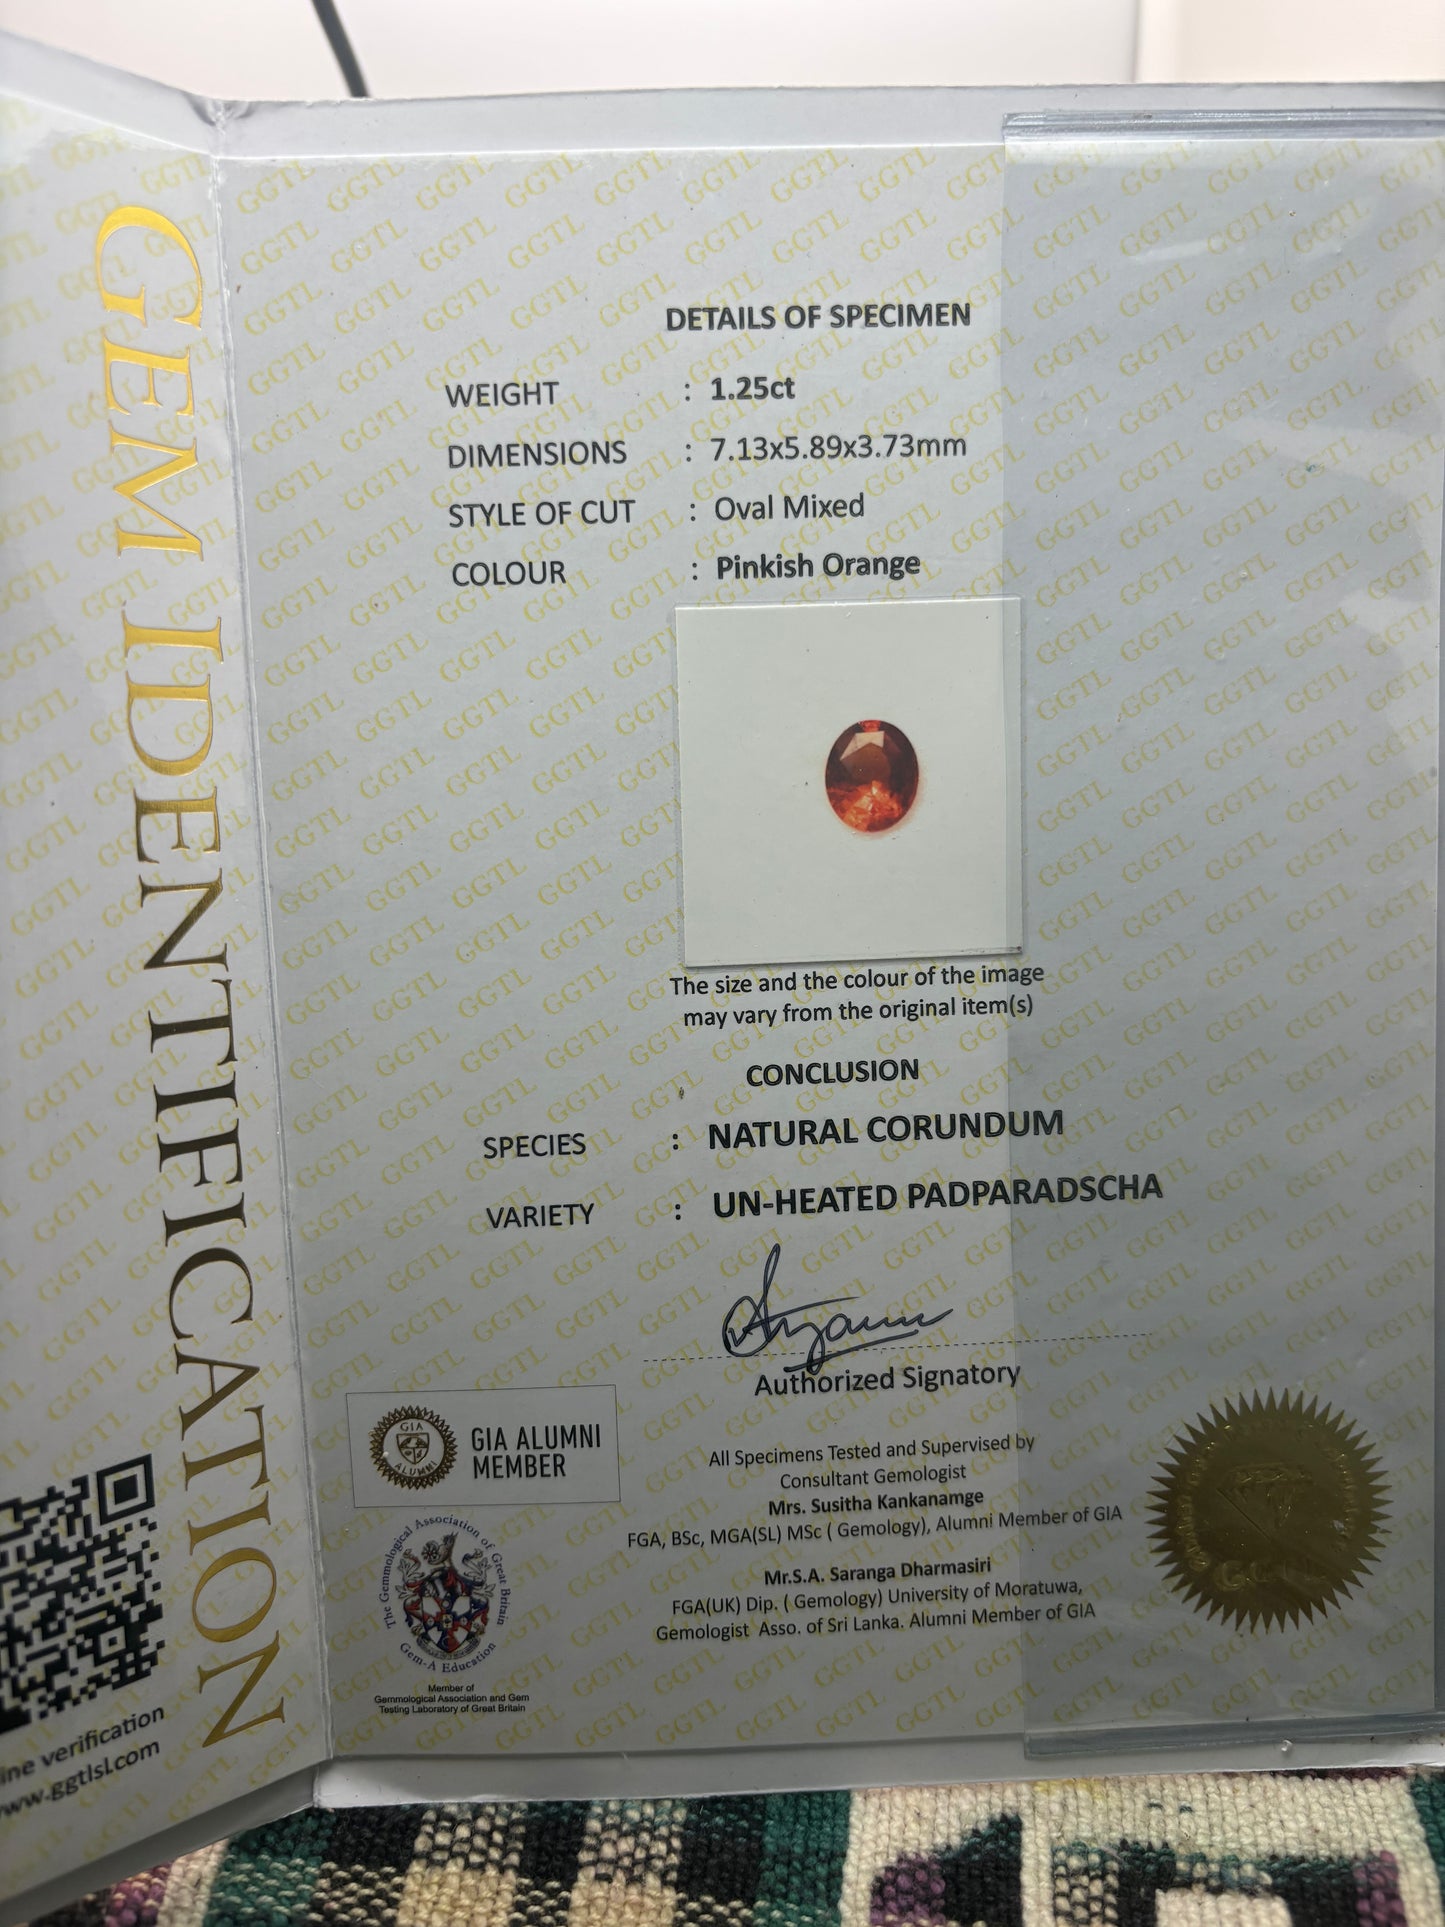 GEM IDENTIFICATION
DETAILS OF SPECIMEN
WEIGHT : 1.25ct
DIMENSIONS : 7.13x5.89x3.73mm
STYLE OF CUT : Oval Mixed
COLOUR : Pinkish Orange
The size and the colour of the image
may vary from the original item(s)
CONCLUSION
SPECIES : NATURAL CORUNDUM
VARIETY : UN-HEATED PADPARADSCHA
Authorized Signatory
GIA ALUMNI
MEMBER
GIA
ALUMNI
All Specimens Tested and Supervised by
Consultant Gemologist
Mrs. Susitha Kankanamge
FGA, BSc, MGA(SL) MSc ( Gemology), Alumni Member of GIA
Mr.S.A. Saranga Dharmasiri
FGA(UK) Dip. ( Gemology) University of Moratuwa,
Gemologist Asso. of Sri Lanka. Alumni Member of GIA
The Gemmological Association of Great Britain
Gem-A Education
Member of
Gemmological Association and Gem
Testing Laboratory of Great Britain
GGTL
verification
www.ggtlsl.com